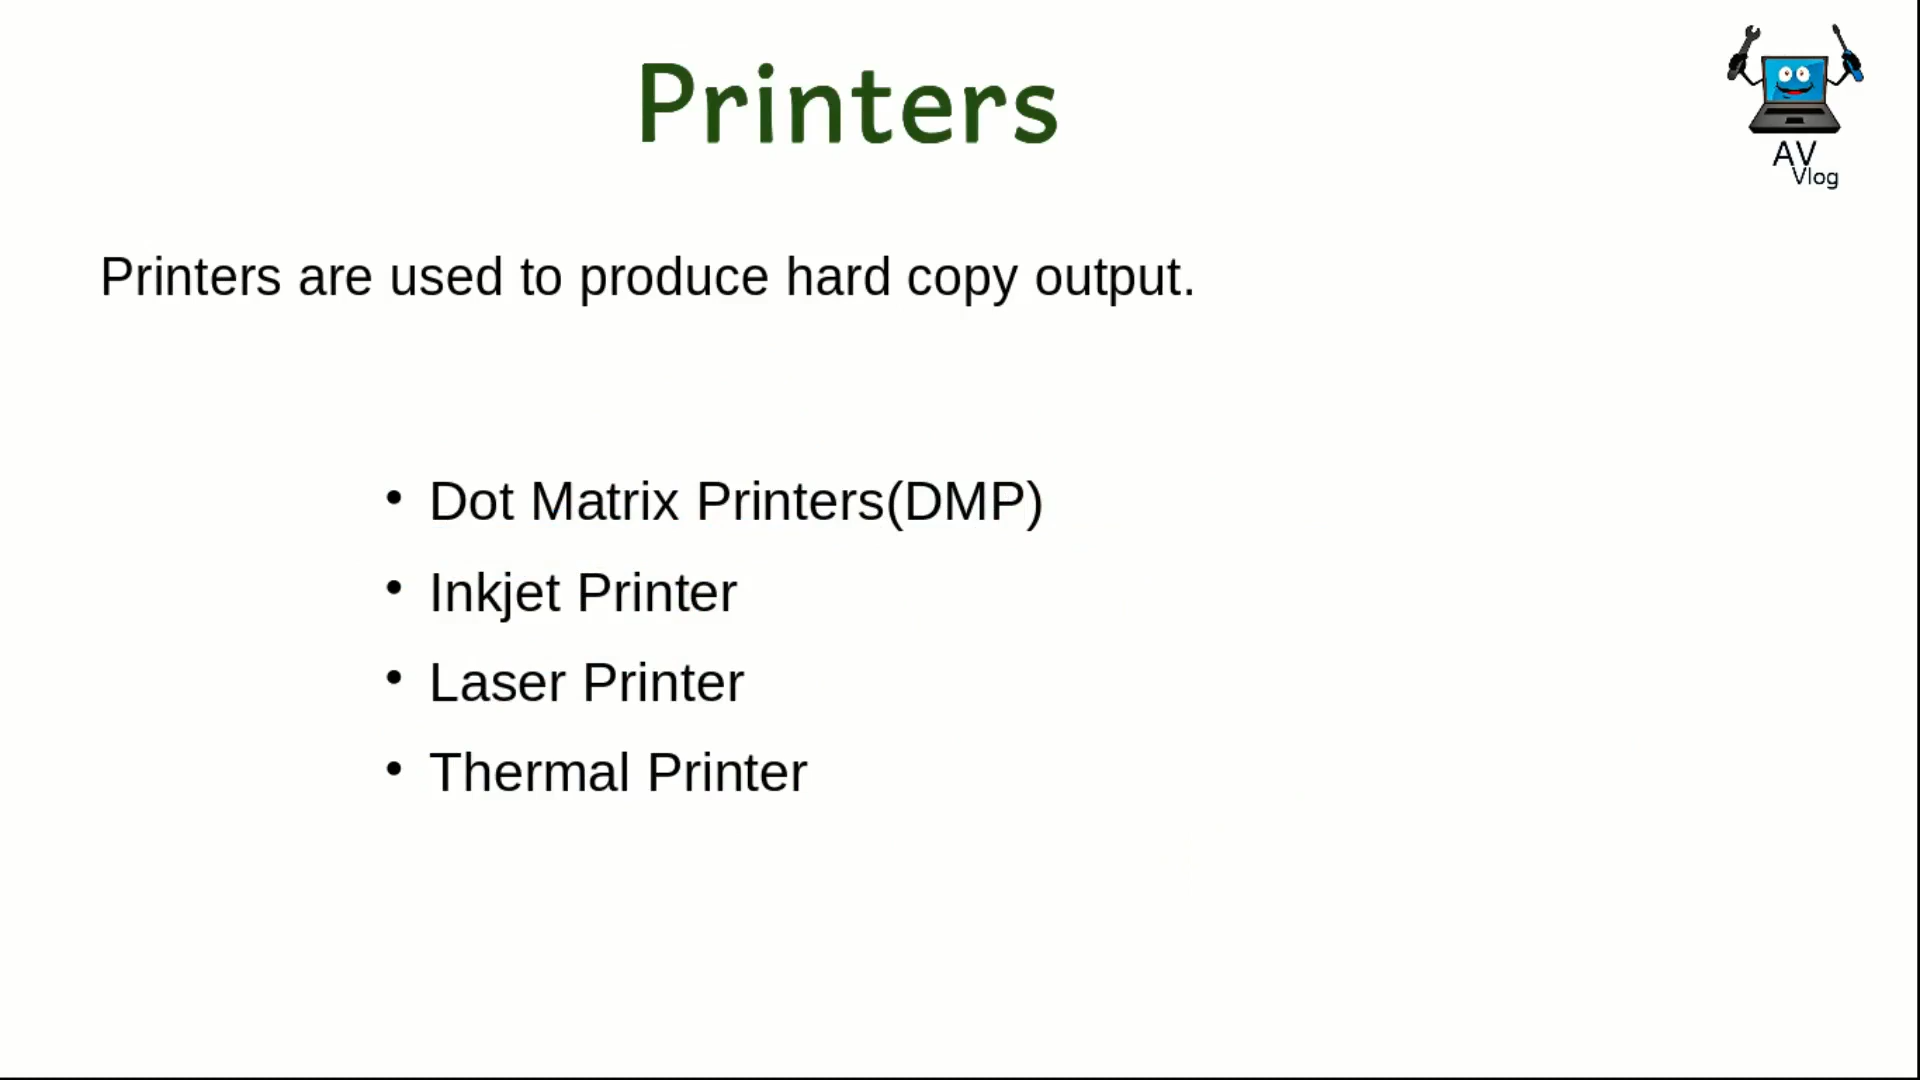 Printers
AV
Vlog
Printers are used to produce hard copy output.
• Dot Matrix Printers(DMP)
• Inkjet Printer
• Laser Printer
• Thermal Printer